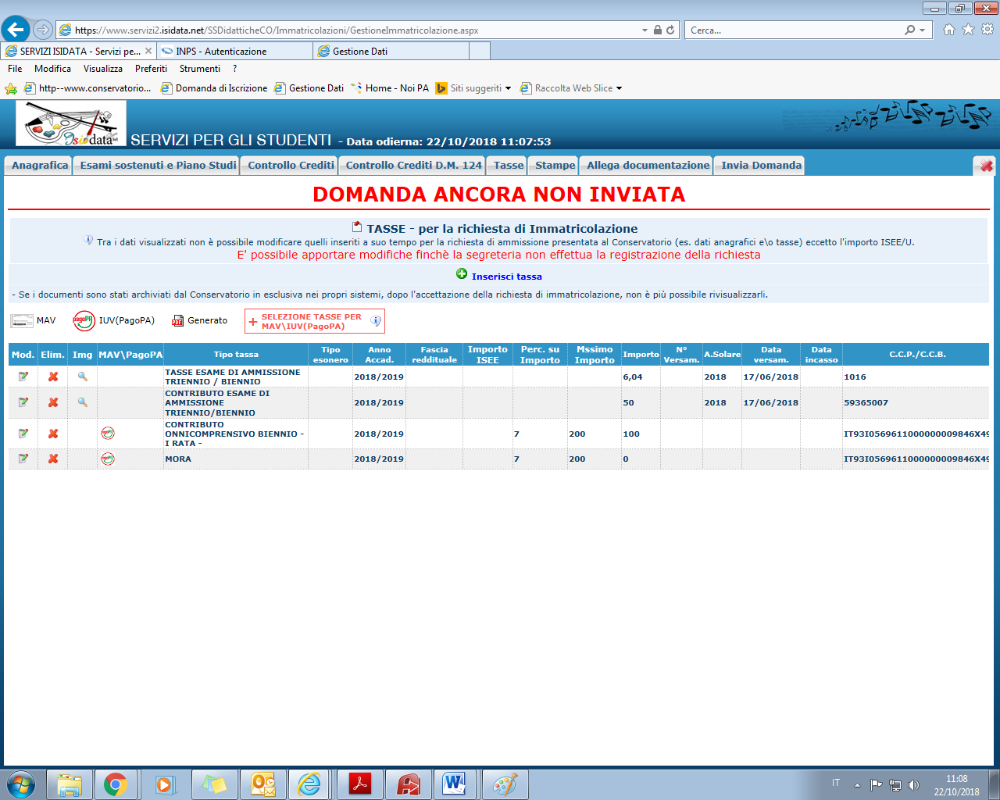 https://www.servizi2.isidata.net/SSDidatticheCO/Immatricolazioni/GestioneImmatricolazione.aspx
Cerca...
SERVIZI ISIDATA - Servizi pe...
INPS - Autenticazione
Gestione Dati
File Modifica Visualizza Preferiti Strumenti ?
http--www.conservatorio... Domanda di Iscrizione Gestione Dati Home - Noi PA Siti suggeriti Raccolta Web Slice
Isidata srl
SERVIZI PER GLI STUDENTI - Data odierna: 22/10/2018 11:07:53
Anagrafica Esami sostenuti e Piano Studi Controllo Crediti Controllo Crediti D.M. 124 Tasse Stampe Allega documentazione Invia Domanda
DOMANDA ANCORA NON INVIATA
TASSE - per la richiesta di Immatricolazione
Tra i dati visualizzati non è possibile modificare quelli inseriti a suo tempo per la richiesta di ammissione presentata al Conservatorio (es. dati anagrafici e\o tasse) eccetto l'importo ISEE/U.
E' possibile apportare modifiche finchè la segreteria non effettua la registrazione della richiesta
Inserisci tassa
- Se i documenti sono stati archiviati dal Conservatorio in esclusiva nei propri sistemi, dopo l'accettazione della richiesta di immatricolazione, non è più possibile rivisualizzarli.
MAV
pagoPA IUV(PagoPA)
PDF Generato
+ SELEZIONE TASSE PER
MAV\IUV(PagoPA)
Mod. Elim. Img MAV\PagoPA Tipo tassa Tipo esonero Anno Accad. Fascia reddituale Importo ISEE Perc. su Importo Mssimo Importo Importo N° Versam. A.Solare Data versam. Data incasso C.C.P./C.C.B.
TASSE ESAME DI AMMISSIONE
TRIENNIO / BIENNIO
2018/2019 6,04 2018 17/06/2018 1016
CONTRIBUTO ESAME DI
AMMISSIONE
TRIENNIO/BIENNIO
2018/2019 50 2018 17/06/2018 59365007
CONTRIBUTO
ONNICOMPRENSIVO BIENNIO -
I RATA -
2018/2019 7 200 100 IT93I0569611000000009846X49
MORA 2018/2019 7 200 0 IT93I0569611000000009846X49
IT
11:08
22/10/2018